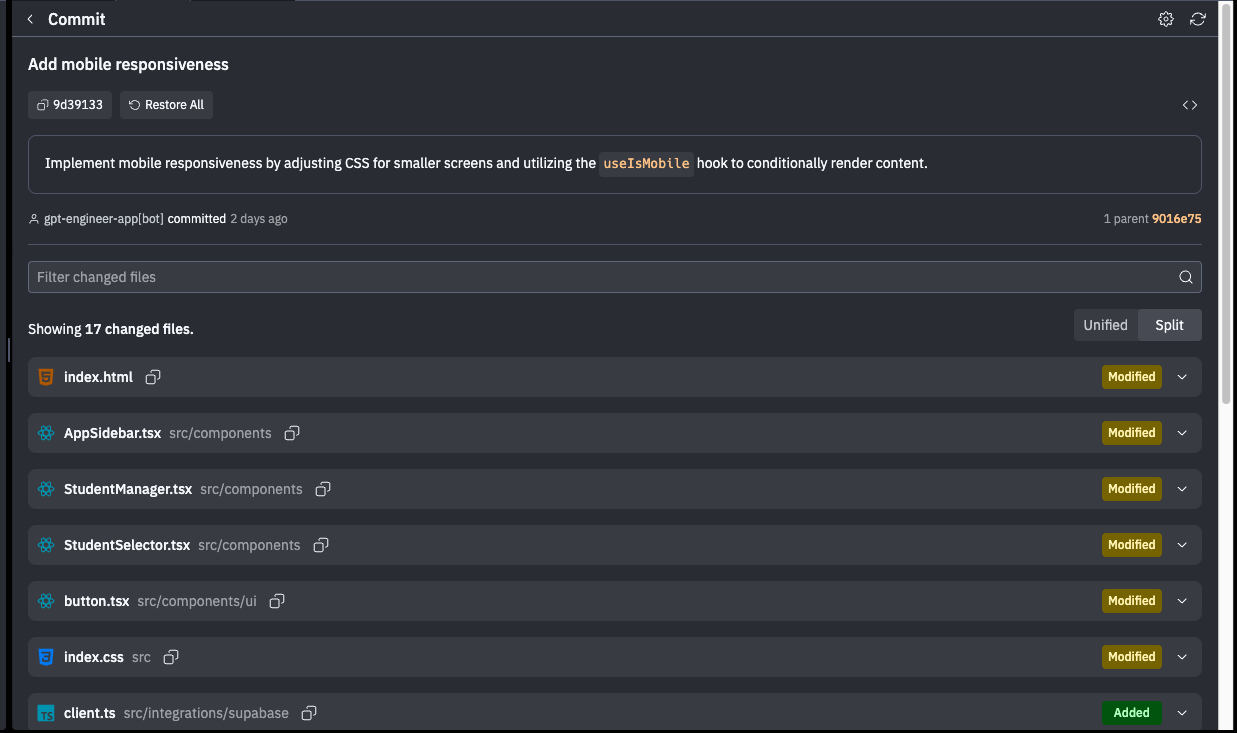 Commit
Add mobile responsiveness
9d39133 Restore All
Implement mobile responsiveness by adjusting CSS for smaller screens and utilizing the useIsMobile hook to conditionally render content.
gpt-engineer-app[bot] committed 2 days ago 1 parent 9016e75
Filter changed files
Showing 17 changed files. Unified Split
index.html Modified
AppSidebar.tsx src/components Modified
StudentManager.tsx src/components Modified
StudentSelector.tsx src/components Modified
button.tsx src/components/ui Modified
index.css src Modified
TS client.ts src/integrations/supabase Added